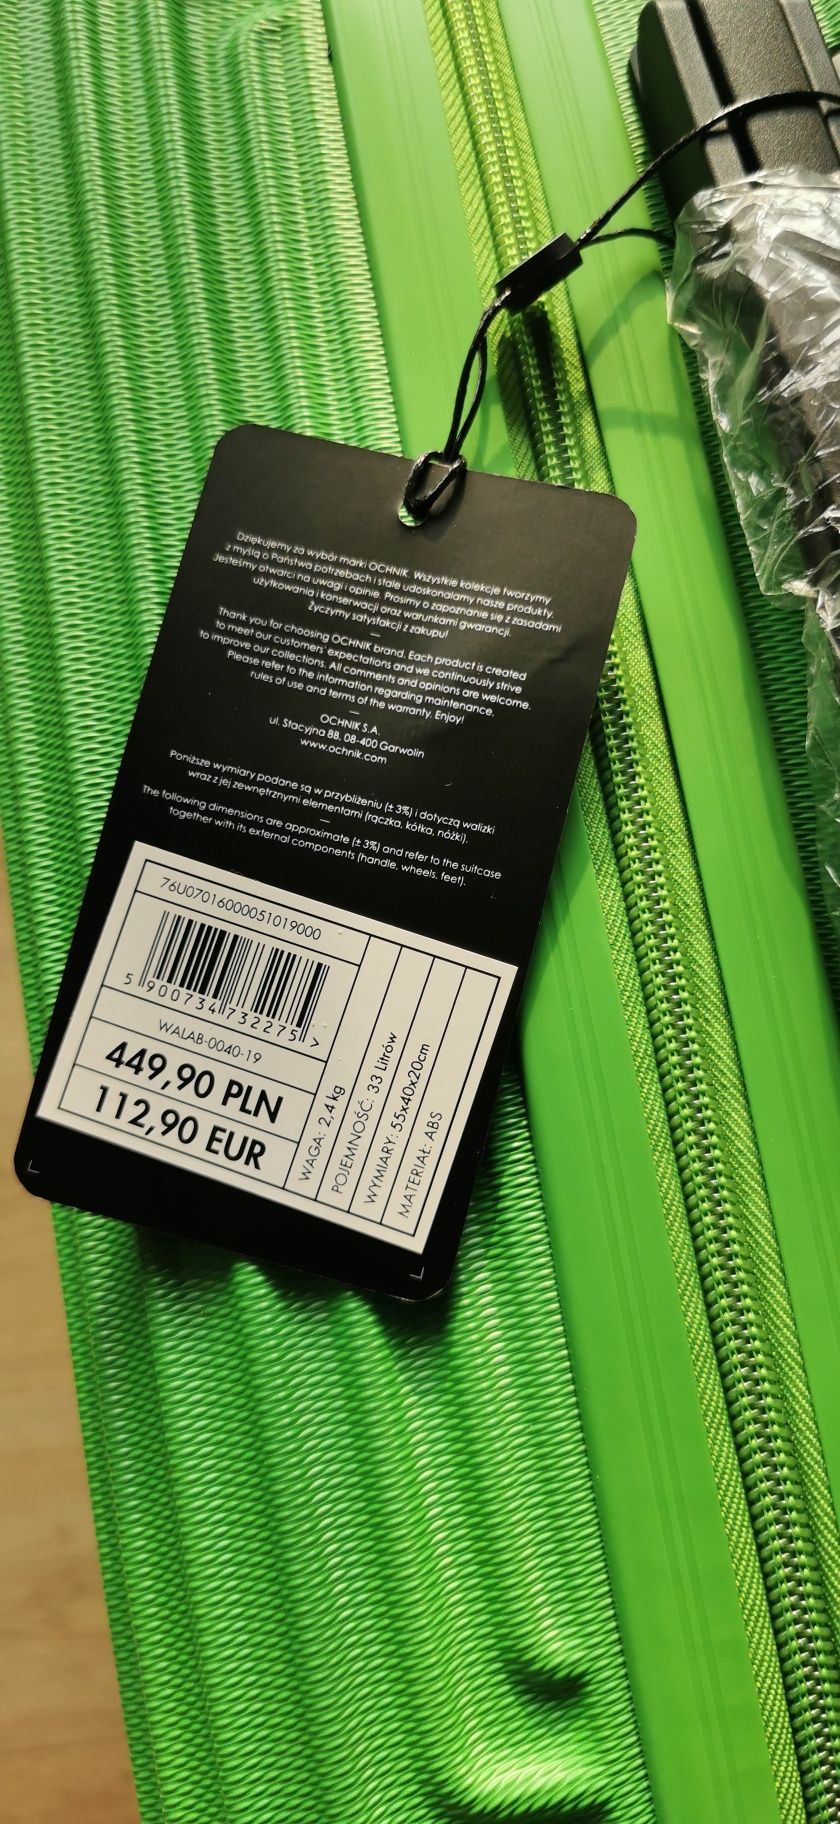 Dziękujemy za wybór marki OCHNIK. Wszystkie kolekcje tworzymy
z myślą o Państwa potrzebach i stale udoskonalamy nasze produkty.
Jesteśmy otwarci na uwagi i opinie. Prosimy o zapoznanie się z zasadami
użytkowania i konserwacji oraz warunkami gwarancji.
Życzymy satysfakcji z zakupu!
—
Thank you for choosing OCHNIK brand. Each product is created
to meet our customers' expectations and we continuously strive
to improve our collections. All comments and opinions are welcome.
Please refer to the information regarding maintenance,
rules of use and terms of the warranty. Enjoy!
—
OCHNIK S.A.
ul. Stacyjna 8B, 08-400 Garwolin
www.ochnik.com
Poniższe wymiary podane są w przybliżeniu (± 3%) i dotyczą walizki
wraz z jej zewnętrznymi elementami (rączka, kółka, nóżki).
—
The following dimensions are approximate (± 3%) and refer to the suitcase
together with its external components (handle, wheels, feet).
76U07016000051019000
5 900734 732275 >
WALAB-0040-19
449,90 PLN
112,90 EUR
WAGA: 2,4 kg
POJEMNOŚĆ: 33 Litrów
WYMIARY: 55x40x20cm
MATERIAŁ: ABS